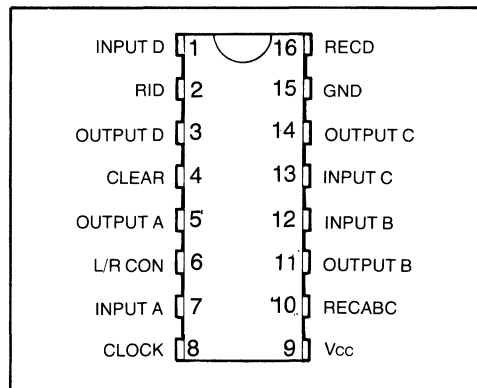 INPUT D 1 16 RECD
RID 2 15 GND
OUTPUT D 3 14 OUTPUT C
CLEAR 4 13 INPUT C
OUTPUT A 5 12 INPUT B
L/R CON 6 11 OUTPUT B
INPUT A 7 10 RECABC
CLOCK 8 9 Vcc